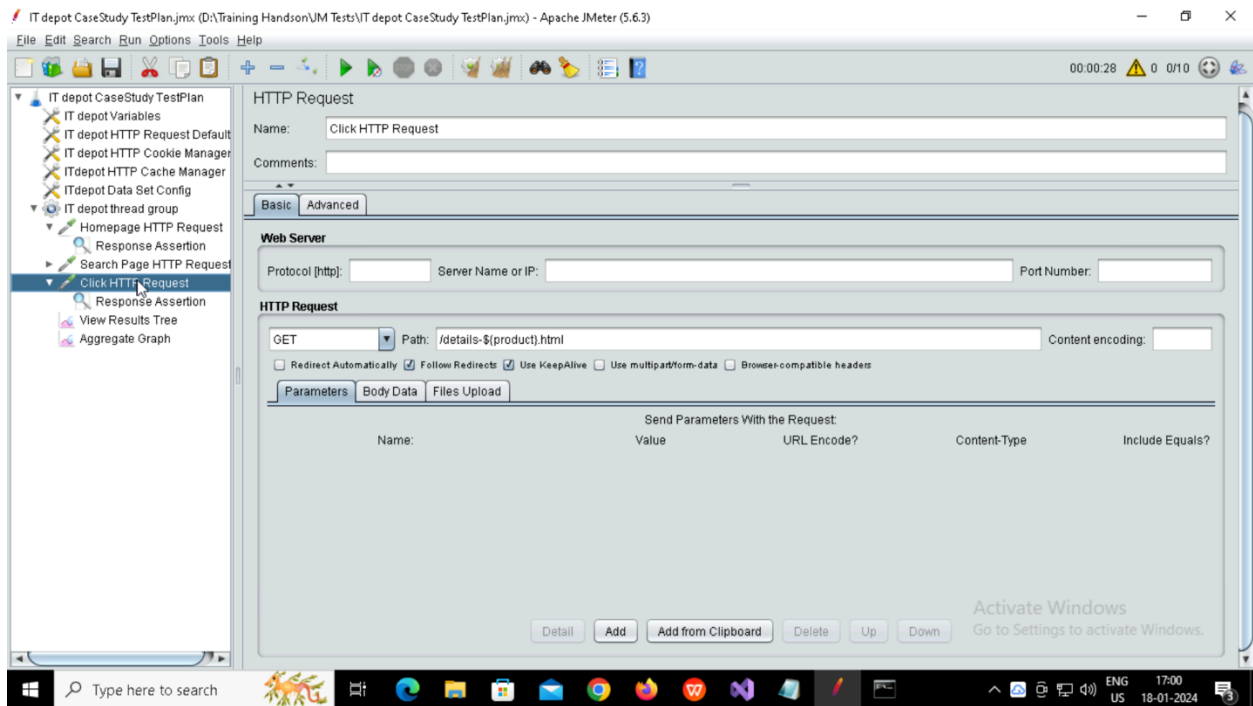 IT depot CaseStudy TestPlan.jmx (D:\Training Handson\JM Tests\IT depot CaseStudy TestPlan.jmx) - Apache JMeter (5.6.3)
File Edit Search Run Options Tools Help
00:00:28 0 0/10
IT depot CaseStudy TestPlan
IT depot Variables
IT depot HTTP Request Default
IT depot HTTP Cookie Manager
ITdepot HTTP Cache Manager
ITdepot Data Set Config
IT depot thread group
Homepage HTTP Request
Response Assertion
Search Page HTTP Request
Click HTTP Request
Response Assertion
View Results Tree
Aggregate Graph
HTTP Request
Name: Click HTTP Request
Comments:
Basic Advanced
Web Server
Protocol [http]: Server Name or IP: Port Number:
HTTP Request
GET Path: /details-${product}.html Content encoding:
Redirect Automatically Follow Redirects Use KeepAlive Use multipart/form-data Browser-compatible headers
Parameters Body Data Files Upload
Send Parameters With the Request:
Name: Value URL Encode? Content-Type Include Equals?
Detail Add Add from Clipboard Delete Up Down
Activate Windows
Go to Settings to activate Windows.
Type here to search
ENG
US
17:00
18-01-2024
3